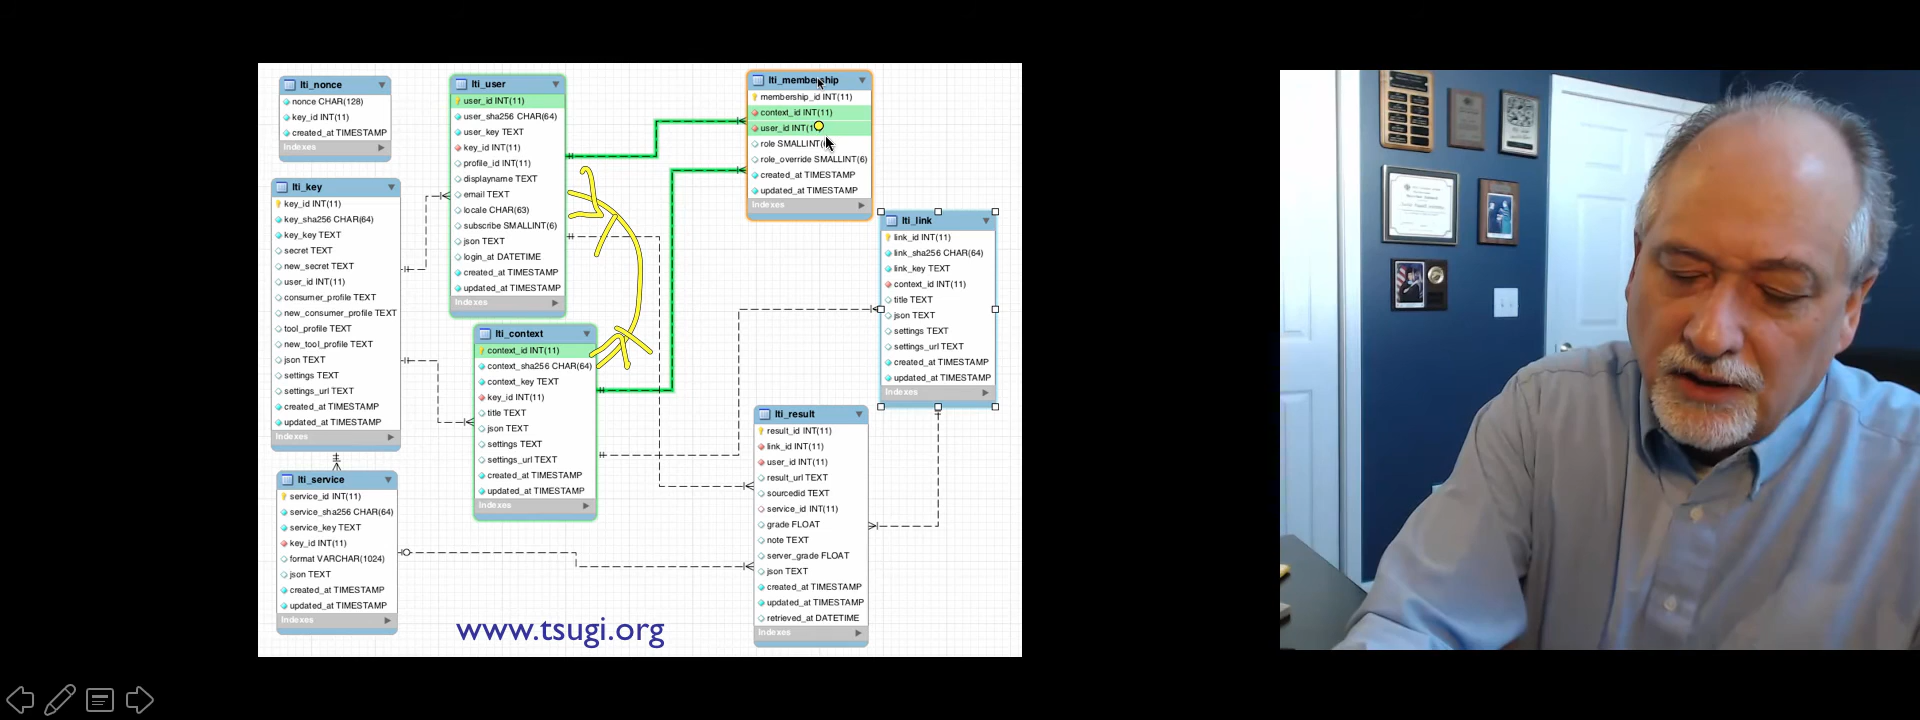 lti_nonce
nonce CHAR(128)
key_id INT(11)
created_at TIMESTAMP
Indexes
lti_key
key_id INT(11)
key_sha256 CHAR(64)
key_key TEXT
secret TEXT
new_secret TEXT
user_id INT(11)
consumer_profile TEXT
new_consumer_profile TEXT
tool_profile TEXT
new_tool_profile TEXT
json TEXT
settings TEXT
settings_url TEXT
created_at TIMESTAMP
updated_at TIMESTAMP
Indexes
lti_service
service_id INT(11)
service_sha256 CHAR(64)
service_key TEXT
key_id INT(11)
format VARCHAR(1024)
json TEXT
created_at TIMESTAMP
updated_at TIMESTAMP
Indexes
lti_user
user_id INT(11)
user_sha256 CHAR(64)
user_key TEXT
key_id INT(11)
profile_id INT(11)
displayname TEXT
email TEXT
locale CHAR(63)
subscribe SMALLINT(6)
json TEXT
login_at DATETIME
created_at TIMESTAMP
updated_at TIMESTAMP
Indexes
lti_context
context_id INT(11)
context_sha256 CHAR(64)
context_key TEXT
key_id INT(11)
title TEXT
json TEXT
settings TEXT
settings_url TEXT
created_at TIMESTAMP
updated_at TIMESTAMP
Indexes
lti_membership
membership_id INT(11)
context_id INT(11)
user_id INT(1
role SMALLINT(
role_override SMALLINT(6)
created_at TIMESTAMP
updated_at TIMESTAMP
Indexes
lti_link
link_id INT(11)
link_sha256 CHAR(64)
link_key TEXT
context_id INT(11)
title TEXT
json TEXT
settings TEXT
settings_url TEXT
created_at TIMESTAMP
updated_at TIMESTAMP
Indexes
lti_result
result_id INT(11)
link_id INT(11)
user_id INT(11)
result_url TEXT
sourcedid TEXT
service_id INT(11)
grade FLOAT
note TEXT
server_grade FLOAT
json TEXT
created_at TIMESTAMP
updated_at TIMESTAMP
retrieved_at DATETIME
Indexes
www.tsugi.org